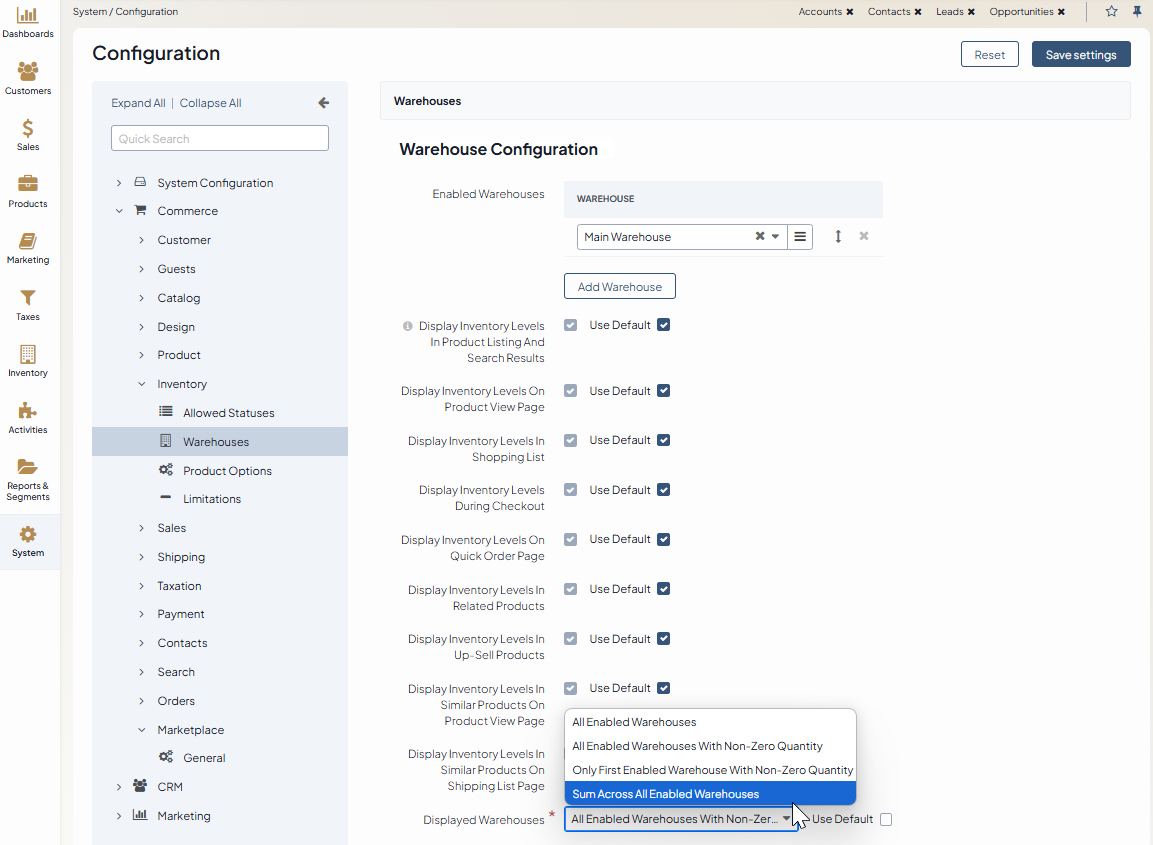 Dashboards
Customers
Sales
Products
Marketing
Taxes
Inventory
Activities
Reports &
Segments
System
System / Configuration
Accounts ✖ Contacts ✖ Leads ✖ Opportunities ✖
Configuration
Reset
Save settings
Expand All | Collapse All
Quick Search
System Configuration
Commerce
Customer
Guests
Catalog
Design
Product
Inventory
Allowed Statuses
Warehouses
Product Options
Limitations
Sales
Shipping
Taxation
Payment
Contacts
Search
Orders
Marketplace
General
CRM
Marketing
Warehouses
Warehouse Configuration
Enabled Warehouses
WAREHOUSE
Main Warehouse
Add Warehouse
Display Inventory Levels
In Product Listing And
Search Results
Use Default
Display Inventory Levels On
Product View Page
Use Default
Display Inventory Levels In
Shopping List
Use Default
Display Inventory Levels
During Checkout
Use Default
Display Inventory Levels On
Quick Order Page
Use Default
Display Inventory Levels In
Related Products
Use Default
Display Inventory Levels In
Up-Sell Products
Use Default
Display Inventory Levels In
Similar Products On
Product View Page
Use Default
Display Inventory Levels In
Similar Products On
Shipping List Page
All Enabled Warehouses
All Enabled Warehouses With Non-Zero Quantity
Only First Enabled Warehouse With Non-Zero Quantity
Sum Across All Enabled Warehouses
Displayed Warehouses *
All Enabled Warehouses With Non-Zer...
Use Default